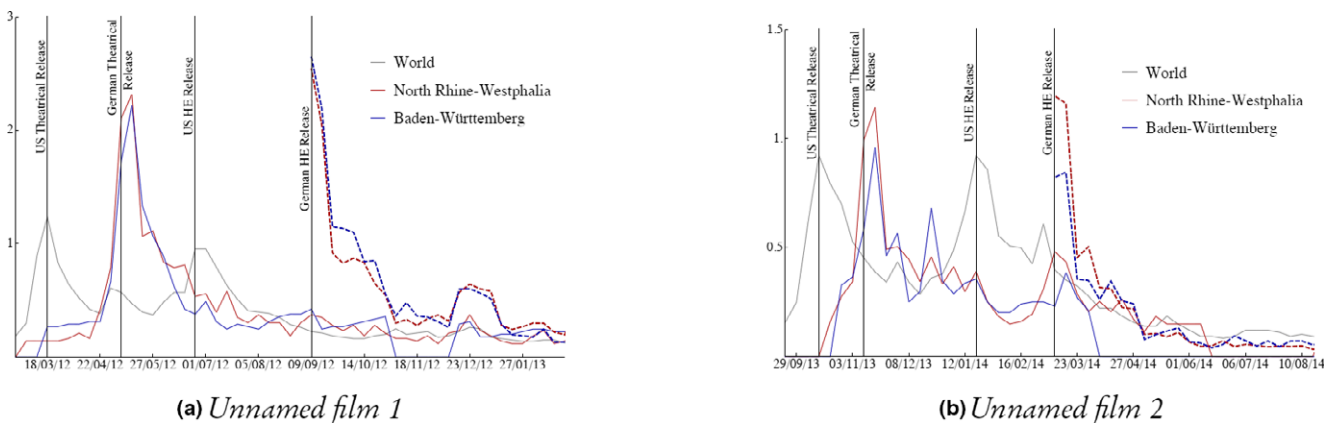 3
2
1
US Theatrical Release
German Theatrical
Release
US HE Release
German HE Release
World
North Rhine-Westphalia
Baden-Württemberg
18/03/12 22/04/12 27/05/12 01/07/12 05/08/12 09/09/12 14/10/12 18/11/12 23/12/12 27/01/13
(a) Unnamed film 1
1.5
1.0
0.5
US Theatrical Release
German Theatrical
Release
US HE Release
German HE Release
World
North Rhine-Westphalia
Baden-Württemberg
29/09/13 03/11/13 08/12/13 12/01/14 16/02/14 23/03/14 27/04/14 01/06/14 06/07/14 10/08/14
(b) Unnamed film 2